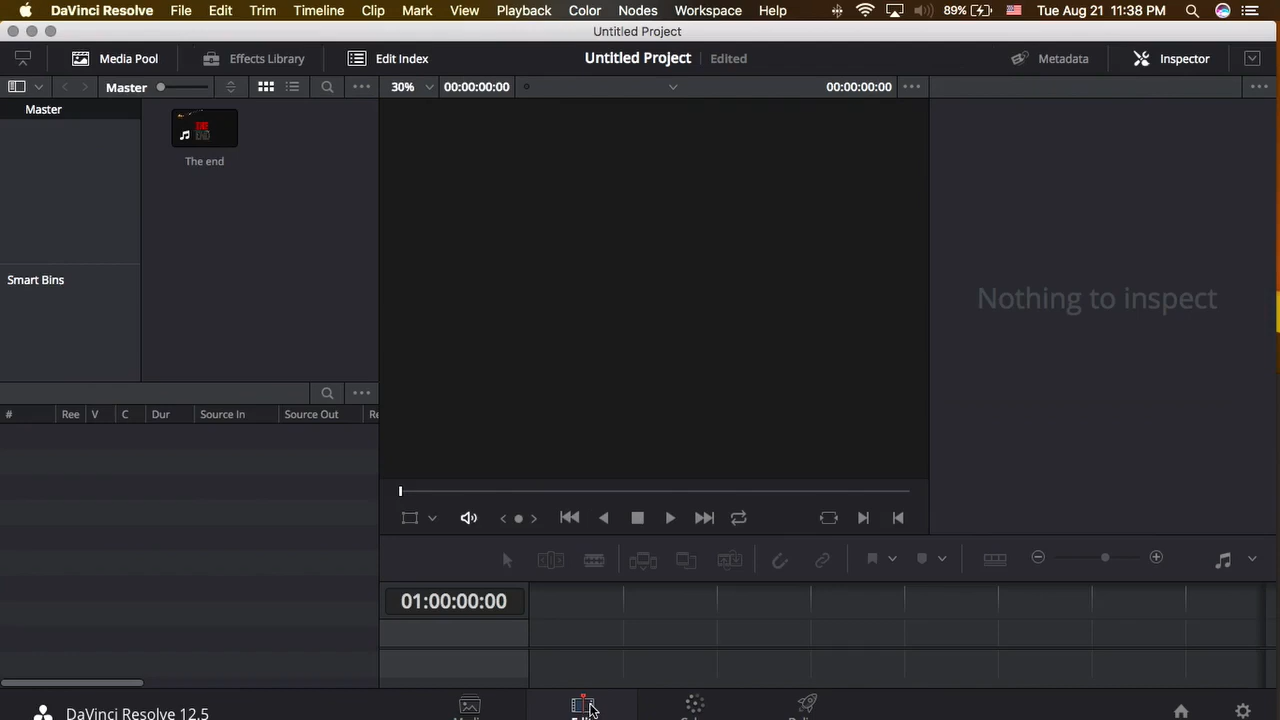 DaVinci Resolve File Edit Trim Timeline Clip Mark View Playback Color Nodes Workspace Help 89% Tue Aug 21 11:38 PM
Untitled Project
Media Pool Effects Library Edit Index Untitled Project Edited Metadata Inspector
Master 30% 00:00:00:00 00:00:00:00
Master
The end
Nothing to inspect
Smart Bins
# Ree V C Dur Source In Source Out Re
01:00:00:00
DaVinci Resolve 12.5